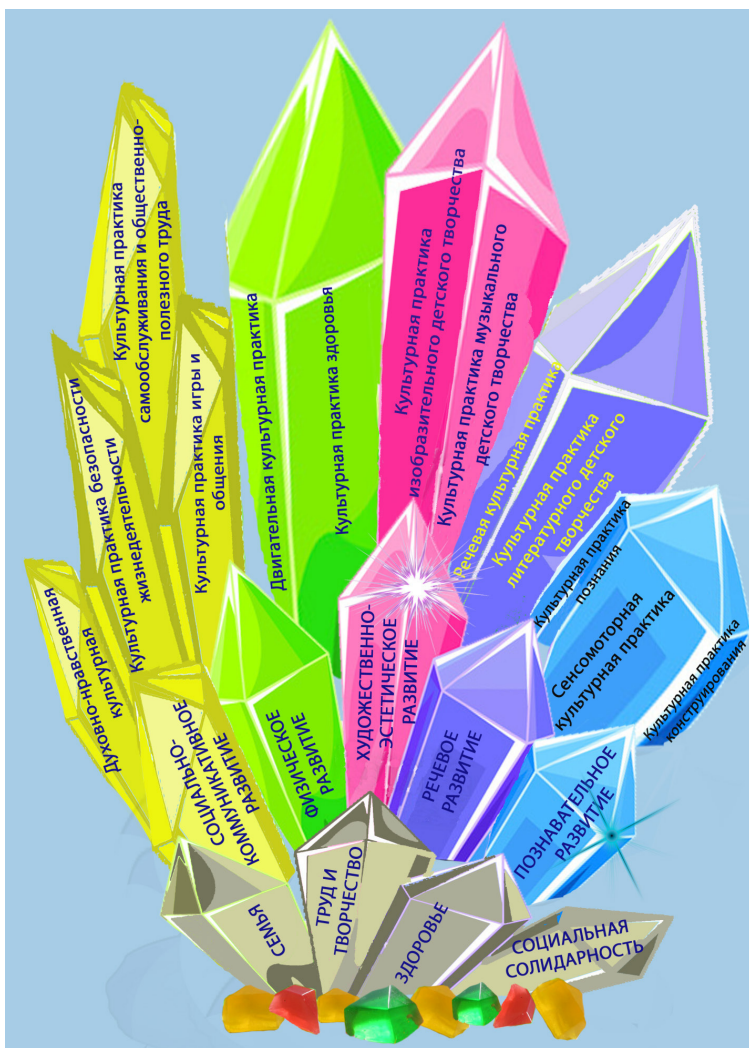 Культурная практика
самообслуживания и общественно-
полезного труда
Культурная практика игры и
общения
Культурная практика безопасности
жизнедеятельности
Духовно-нравственная
культурная
Двигательная культурная практика
Культурная практика здоровья
Культурная практика
изобразительного детского творчества
Культурная практика музыкального
детского творчества
Речевая культурная практика
Культурная практика
литературного детского
творчества
Культурная практика
познания
Сенсомоторная
культурная практика
Культурная практика
конструирования
СОЦИАЛЬНО-
КОММУНИКАТИВНОЕ
РАЗВИТИЕ
ФИЗИЧЕСКОЕ
РАЗВИТИЕ
ХУДОЖЕСТВЕННО-
ЭСТЕТИЧЕСКОЕ
РАЗВИТИЕ
РЕЧЕВОЕ
РАЗВИТИЕ
ПОЗНАВАТЕЛЬНОЕ
РАЗВИТИЕ
СЕМЬЯ
ТРУД И
ТВОРЧЕСТВО
ЗДОРОВЬЕ
СОЦИАЛЬНАЯ
СОЛИДАРНОСТЬ